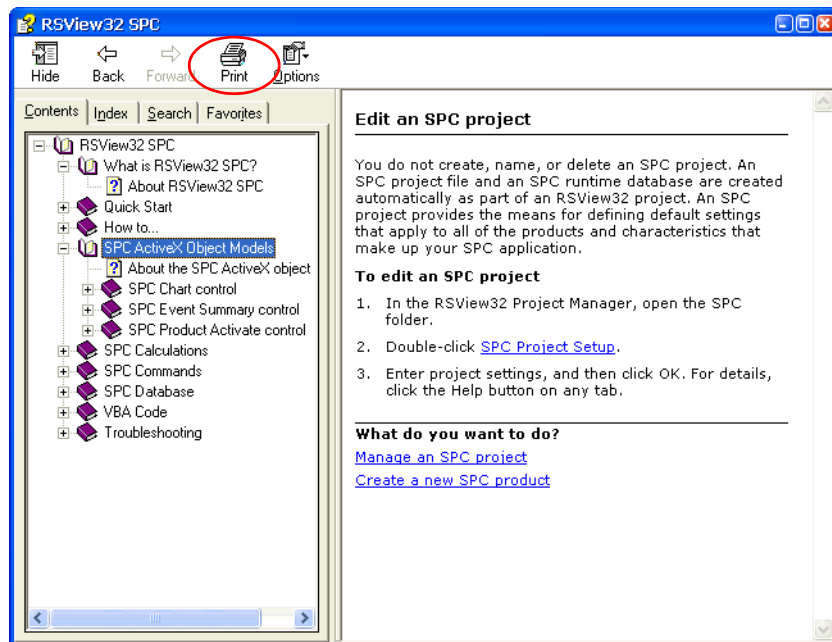 RSView32 SPC
Hide Back Forward Print Options
Contents Index Search Favorites
RSView32 SPC
What is RSView32 SPC?
About RSView32 SPC
Quick Start
How to...
SPC ActiveX Object Models
About the SPC ActiveX object
SPC Chart control
SPC Event Summary control
SPC Product Activate control
SPC Calculations
SPC Commands
SPC Database
VBA Code
Troubleshooting
Edit an SPC project
You do not create, name, or delete an SPC project. An
SPC project file and an SPC runtime database are created
automatically as part of an RSView32 project. An SPC
project provides the means for defining default settings
that apply to all of the products and characteristics that
make up your SPC application.
To edit an SPC project
1. In the RSView32 Project Manager, open the SPC
folder.
2. Double-click SPC Project Setup.
3. Enter project settings, and then click OK. For details,
click the Help button on any tab.
What do you want to do?
Manage an SPC project
Create a new SPC product